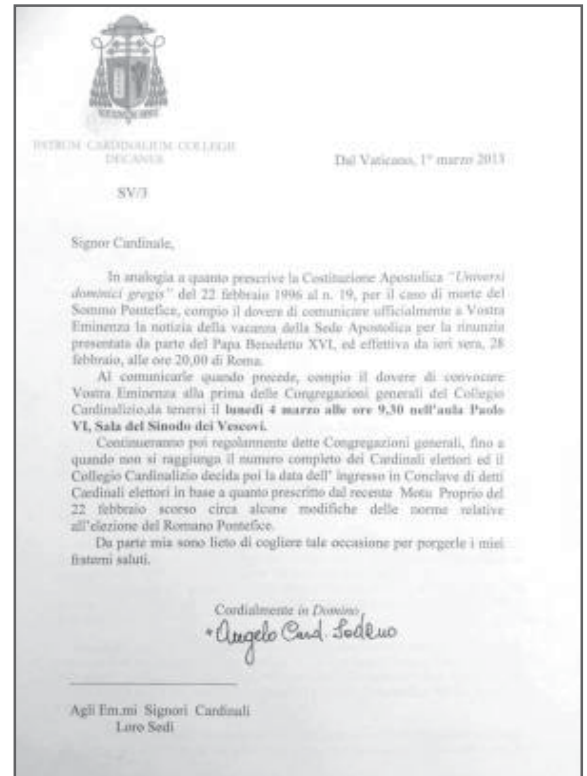 PATRUM CARDINALIUM COLLEGII
DECANUS
Dal Vaticano, 1° marzo 2013
SV/3
Signor Cardinale,
In analogia a quanto prescrive la Costituzione Apostolica "Universi
dominici gregis" del 22 febbraio 1996 al n. 19, per il caso di morte del
Sommo Pontefice, compio il dovere di comunicare ufficialmente a Vostra
Eminenza la notizia della vacanza della Sede Apostolica per la rinunzia
presentata da parte del Papa Benedetto XVI, ed effettiva da ieri sera, 28
febbraio, alle ore 20,00 di Roma.
Al comunicarle quando precede, compio il dovere di convocare
Vostra Eminenza alla prima delle Congregazioni generali del Collegio
Cardinalizio,da tenersi il lunedì 4 marzo alle ore 9,30 nell'aula Paolo
VI, Sala del Sinodo dei Vescovi.
Continueranno poi regolarmente dette Congregazioni generali, fino a
quando non si raggiunga il numero completo dei Cardinali elettori ed il
Collegio Cardinalizio decida poi la data dell' ingresso in Conclave di detti
Cardinali elettori in base a quanto prescritto dal recente Motu Proprio del
22 febbraio scorso circa alcune modifiche delle norme relative
all'elezione del Romano Pontefice.
Da parte mia sono lieto di cogliere tale occasione per porgerle i miei
fraterni saluti.
Cordialmente in Domino
+ Angelo Card. Sodano
Agli Em.mi Signori Cardinali
Loro Sedi